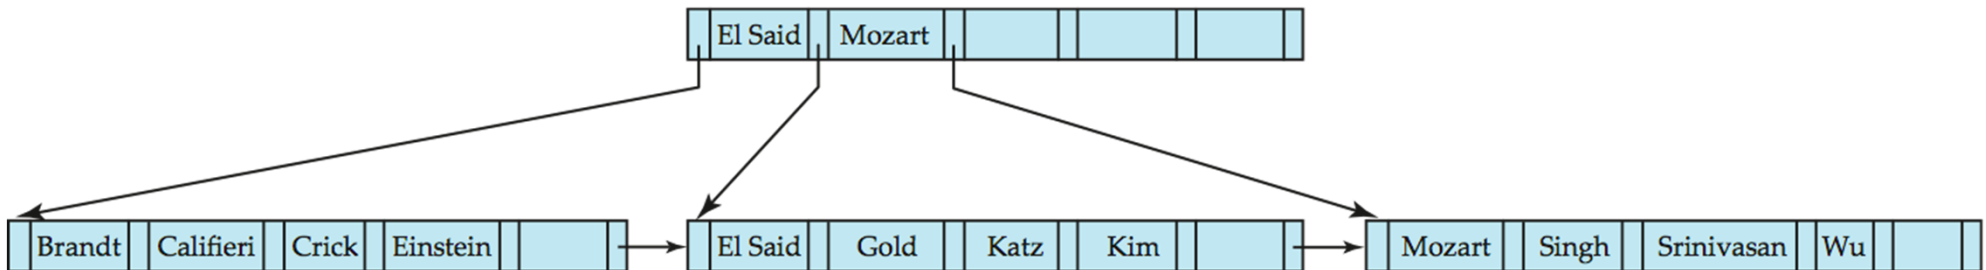 El Said Mozart
Brandt Califieri Crick Einstein El Said Gold Katz Kim Mozart Singh Srinivasan Wu